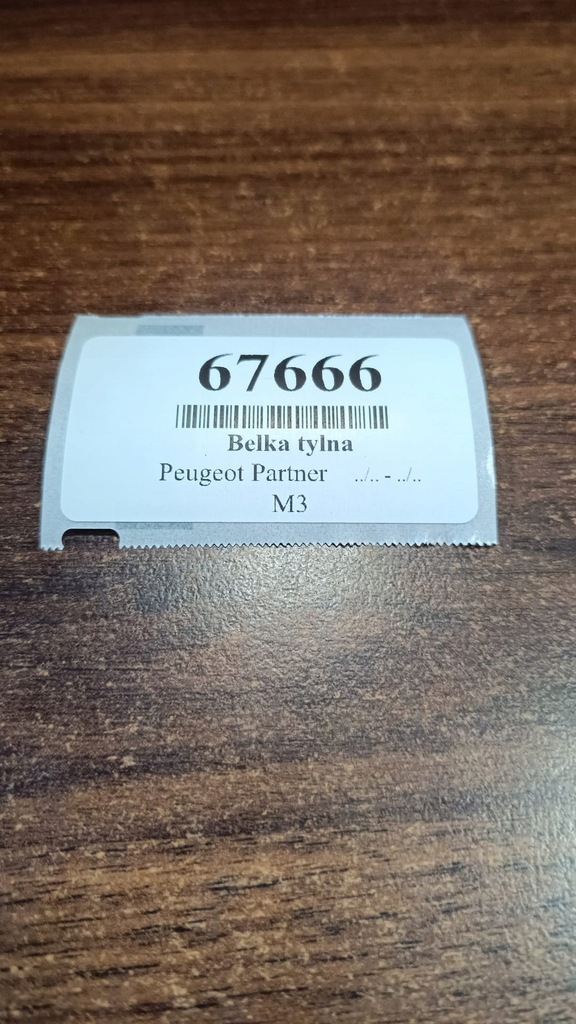 67666
Belka tylna
Peugeot Partner ../.. - ../..
M3